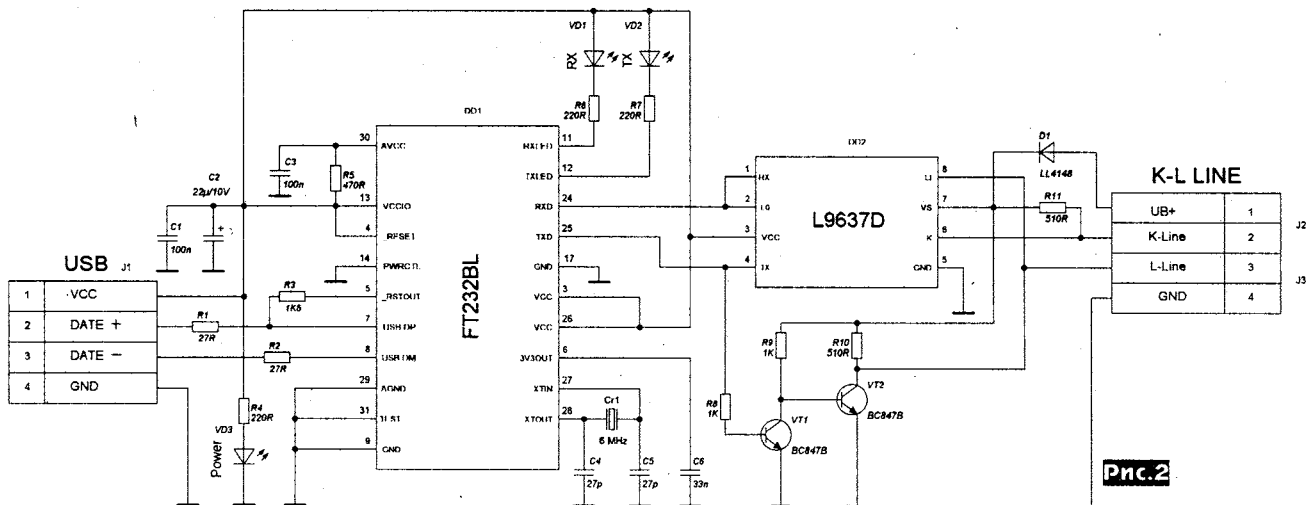 VD1
VD2
RX
TX
R6
220R
R7
220R
DD1
C2
22µ/10V
C1
100n
C3
100n
R5
470R
30
AVCC
13
VCCIO
4
_RESET
14
PWRCTL
5
_RSTOUT
7
USB DP
8
USB DM
29
AGND
31
TEST
9
GND
FT232BL
11
RXLED
12
TXLED
24
RXD
25
TXD
17
GND
3
VCC
26
VCC
6
3V3OUT
27
XTIN
28
XTOUT
USB J1
1 VCC
2 DATE +
3 DATE −
4 GND
R1
27R
R2
27R
R3
1K5
R4
220R
VD3
Power
Cr1
6 MHz
C4
27p
C5
27p
C6
33n
DD2
L9637D
1
RX
2
LO
3
VCC
4
TX
8
LI
7
VS
6
K
5
GND
D1
LL4148
R11
510R
R9
1K
R10
510R
R8
1K
VT1
BC847B
VT2
BC847B
K-L LINE
UB+ 1
K-Line 2
L-Line 3
GND 4
J2
J3
Рис.2